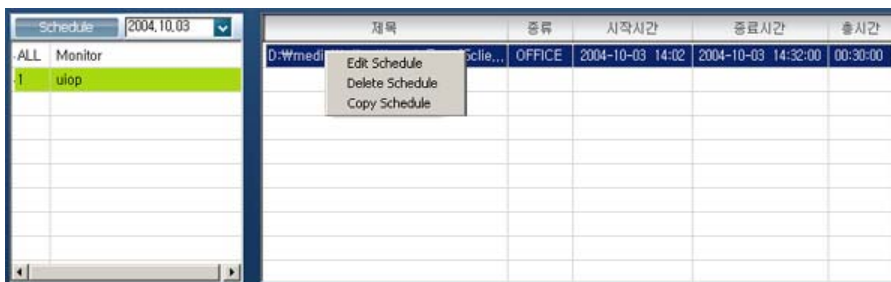 Schedule 2004,10,03
제목 종류 시작시간 종료시간 총시간
ALL Monitor
D:₩medi 5clie... OFFICE 2004-10-03 14:02 2004-10-03 14:32:00 00:30:00
1 uiop
Edit Schedule
Delete Schedule
Copy Schedule